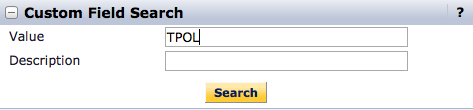 Custom Field Search ?
Value TPOL
Description
Search